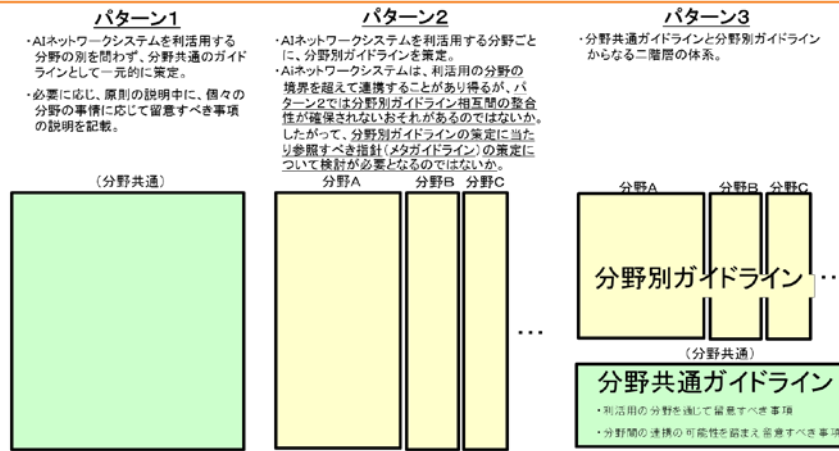 パターン1
・AIネットワークシステムを利活用する
分野の別を問わず、分野共通のガイド
ラインとして一元的に策定。
・必要に応じ、原則の説明中に、個々の
分野の事情に応じて留意すべき事項
の説明を記載。
(分野共通)
パターン2
・AIネットワークシステムを利活用する分野ごと
に、分野別ガイドラインを策定。
・Aiネットワークシステムは、利活用の分野の
境界を超えて連携することがあり得るが、パ
ターン2では分野別ガイドライン相互間の整合
性が確保されないおそれがあるのではないか。
したがって、分野別ガイドラインの策定に当た
り参照すべき指針(メタガイドライン)の策定に
ついて検討が必要となるのではないか。
分野A 分野B 分野C
…
パターン3
・分野共通ガイドラインと分野別ガイドライン
からなる二階層の体系。
分野A 分野B 分野C
分野別ガイドライン …
(分野共通)
分野共通ガイドライン
・利活用の分野を通じて留意すべき事項
・分野間の連携の可能性を踏まえ留意すべき事項